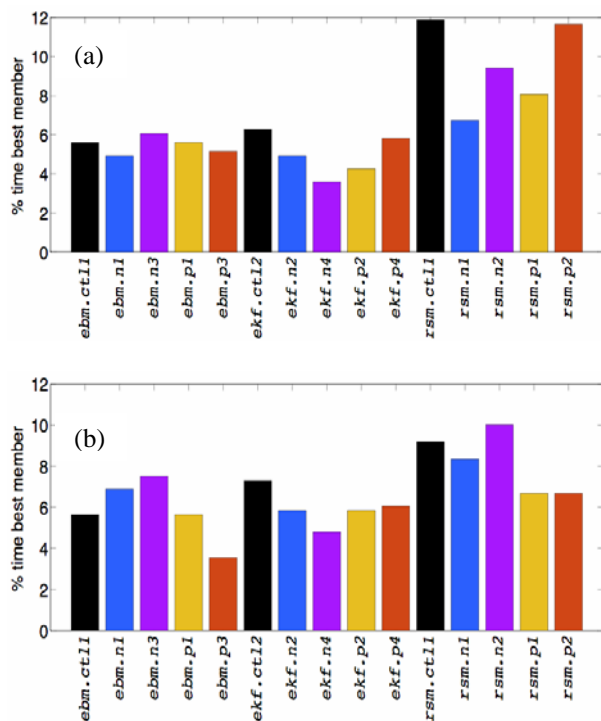 12
(a)
10
8
6
4
2
0
% time best member
ebm.ctl1
ebm.n1
ebm.n3
ebm.p1
ebm.p3
ekf.ctl2
ekf.n2
ekf.n4
ekf.p2
ekf.p4
rsm.ctl1
rsm.n1
rsm.n2
rsm.p1
rsm.p2
12
(b)
10
8
6
4
2
0
% time best member
ebm.ctl1
ebm.n1
ebm.n3
ebm.p1
ebm.p3
ekf.ctl2
ekf.n2
ekf.n4
ekf.p2
ekf.p4
rsm.ctl1
rsm.n1
rsm.n2
rsm.p1
rsm.p2